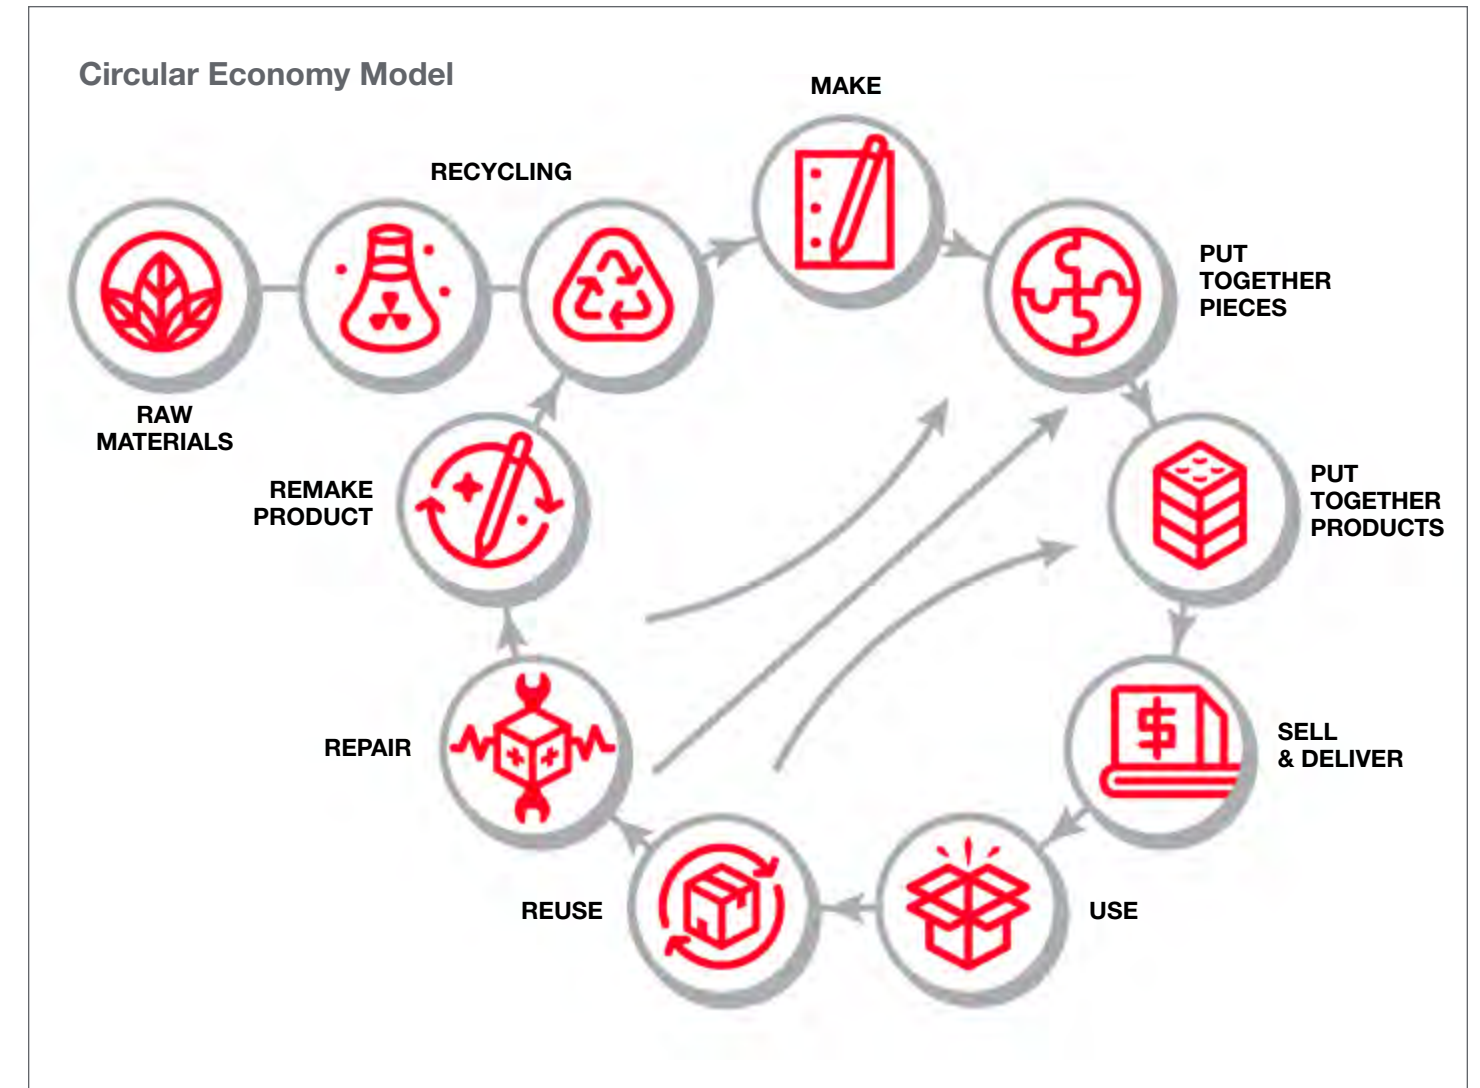 Circular Economy Model
MAKE
RECYCLING
PUT
TOGETHER
PIECES
RAW
MATERIALS
REMAKE
PRODUCT
PUT
TOGETHER
PRODUCTS
REPAIR
SELL
& DELIVER
REUSE
USE
$